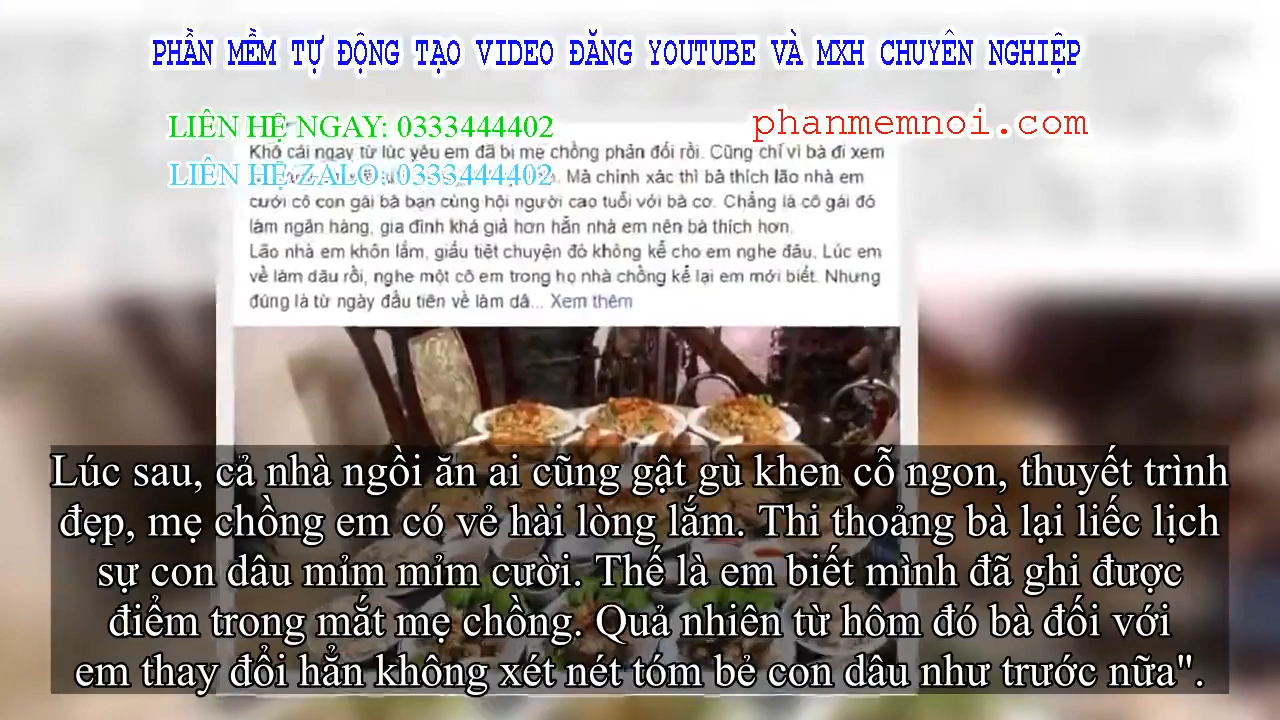 PHẦN MỀM TỰ ĐỘNG TẠO VIDEO ĐĂNG YOUTUBE VÀ MXH CHUYÊN NGHIỆP
LIÊN HỆ NGAY: 0333444402
phanmemnoi.com
Khổ cái ngay từ lúc yêu em đã bị mẹ chồng phản đối rồi. Cũng chỉ vì bà đi xem
LIÊN HỆ ZALO: 0333444402
Mà chính xác thì bà thích lão nhà em
cưới cô con gái bà bạn cùng hội người cao tuổi với bà cơ. Chẳng là cô gái đó
làm ngân hàng, gia đình khá giả hơn hẳn nhà em nên bà thích hơn.
Lão nhà em khôn lắm, giấu tiệt chuyện đó không kể cho em nghe đâu. Lúc em
về làm dâu rồi, nghe một cô em trong họ nhà chồng kể lại em mới biết. Nhưng
đúng là từ ngày đầu tiên về làm dâ... Xem thêm
Lúc sau, cả nhà ngồi ăn ai cũng gật gù khen cỗ ngon, thuyết trình
đẹp, mẹ chồng em có vẻ hài lòng lắm. Thi thoảng bà lại liếc lịch
sự con dâu mỉm mỉm cười. Thế là em biết mình đã ghi được
điểm trong mắt mẹ chồng. Quả nhiên từ hôm đó bà đối với
em thay đổi hẳn không xét nét tóm bẻ con dâu như trước nữa".